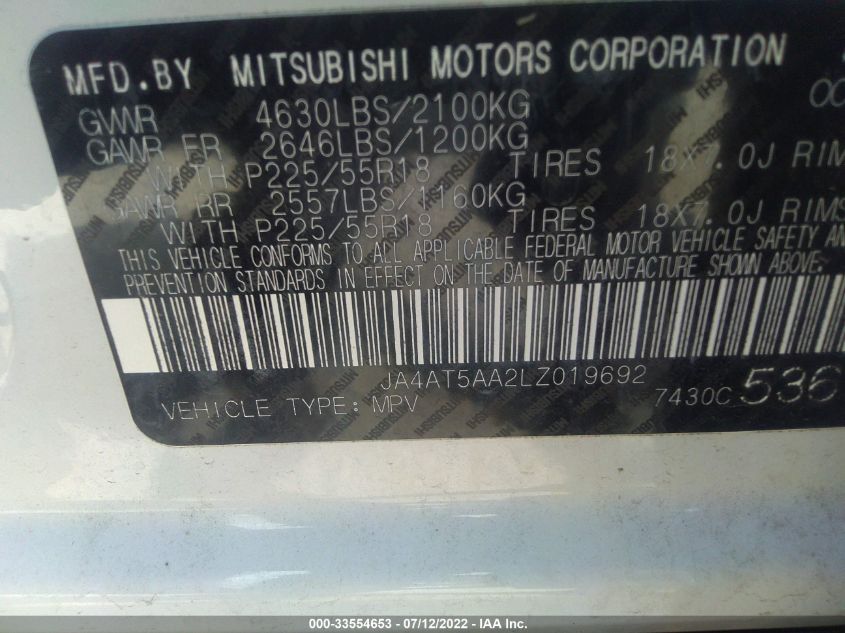 MFD.BY MITSUBISHI MOTORS CORPORATION
GVWR 4630LBS/2100KG
GAWR FR 2646LBS/1200KG
WITH P225/55R18 TIRES 18X7.0J RIMS
GAWR RR 2557LBS/1160KG
WITH P225/55R18 TIRES 18X7.0J RIMS
THIS VEHICLE CONFORMS TO ALL APPLICABLE FEDERAL MOTOR VEHICLE SAFETY AN
PREVENTION STANDARDS IN EFFECT ON THE DATE OF MANUFACTURE SHOWN ABOVE.
JA4AT5AA2LZ019692
VEHICLE TYPE: MPV 7430C 536
000-33554653 - 07/12/2022 - IAA Inc.